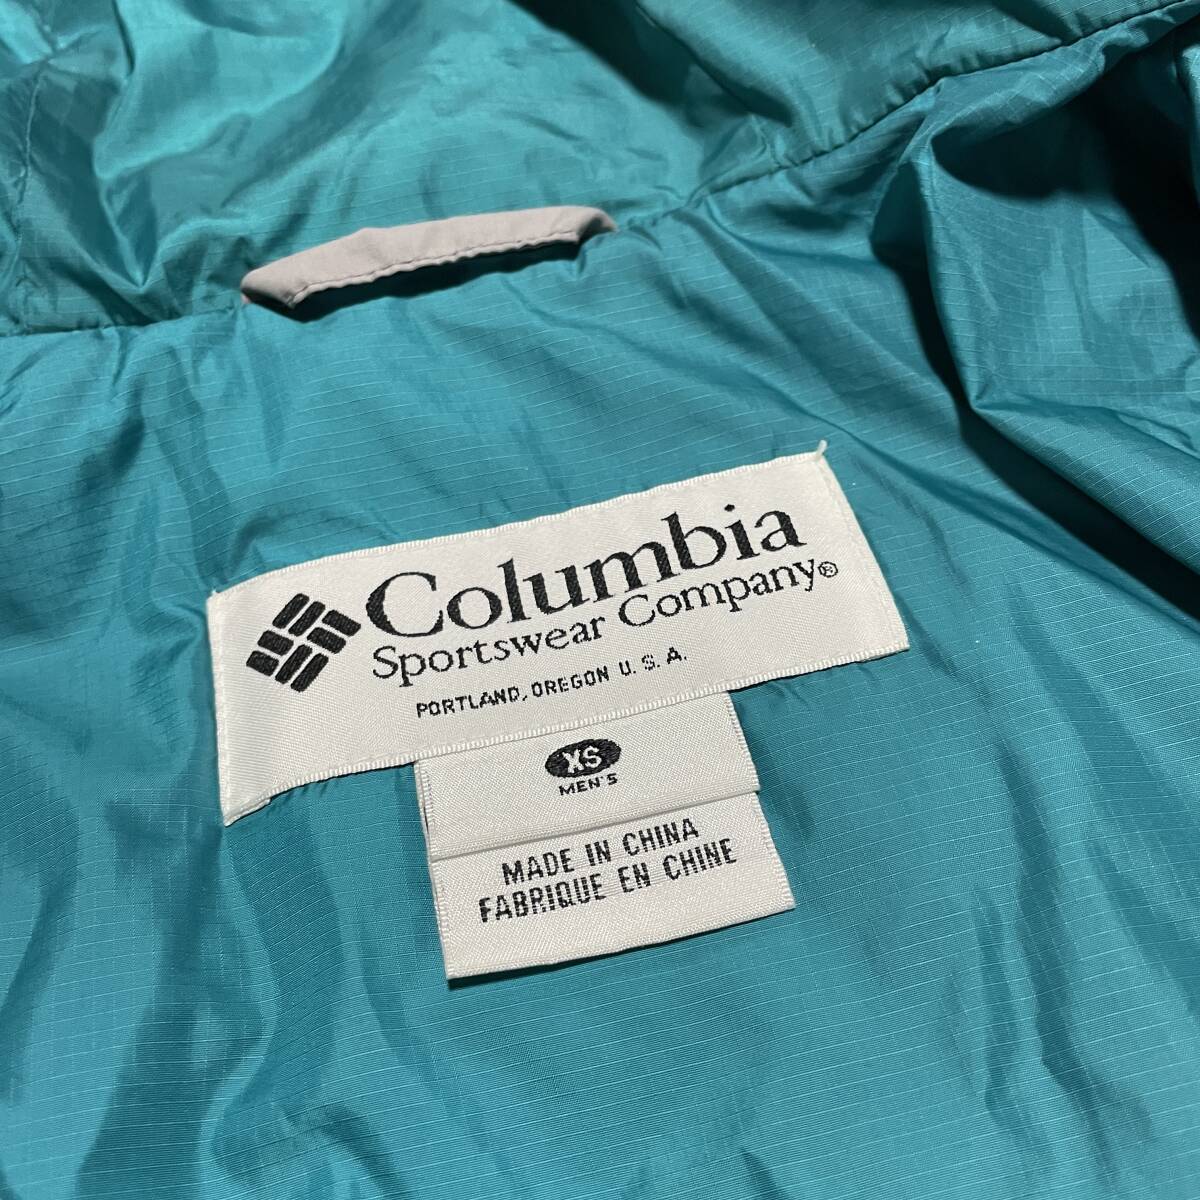 Columbia
Sportswear Company®
PORTLAND, OREGON U.S.A.
XS
MEN'S
MADE IN CHINA
FABRIQUE EN CHINE